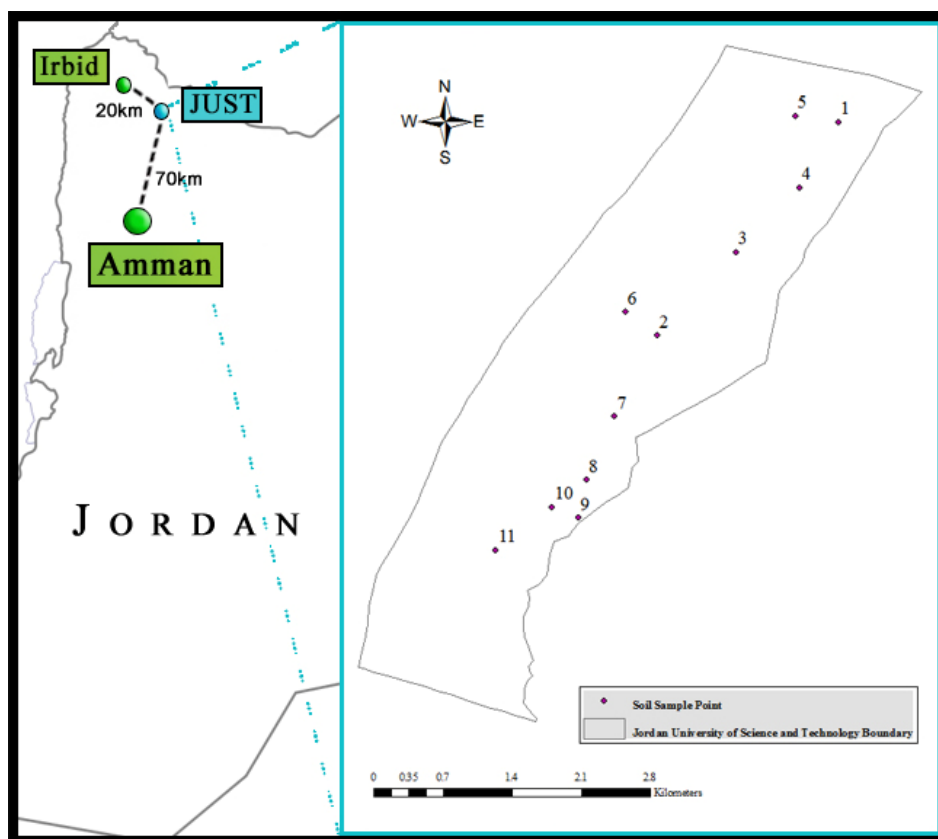 Irbid
20km
JUST
70km
Amman
JORDAN
N
W E
S
5
1
4
3
6
2
7
8
10
9
11
Soil Sample Point
Jordan University of Science and Technology Boundary
0 0.35 0.7 1.4 2.1 2.8
Kilometers